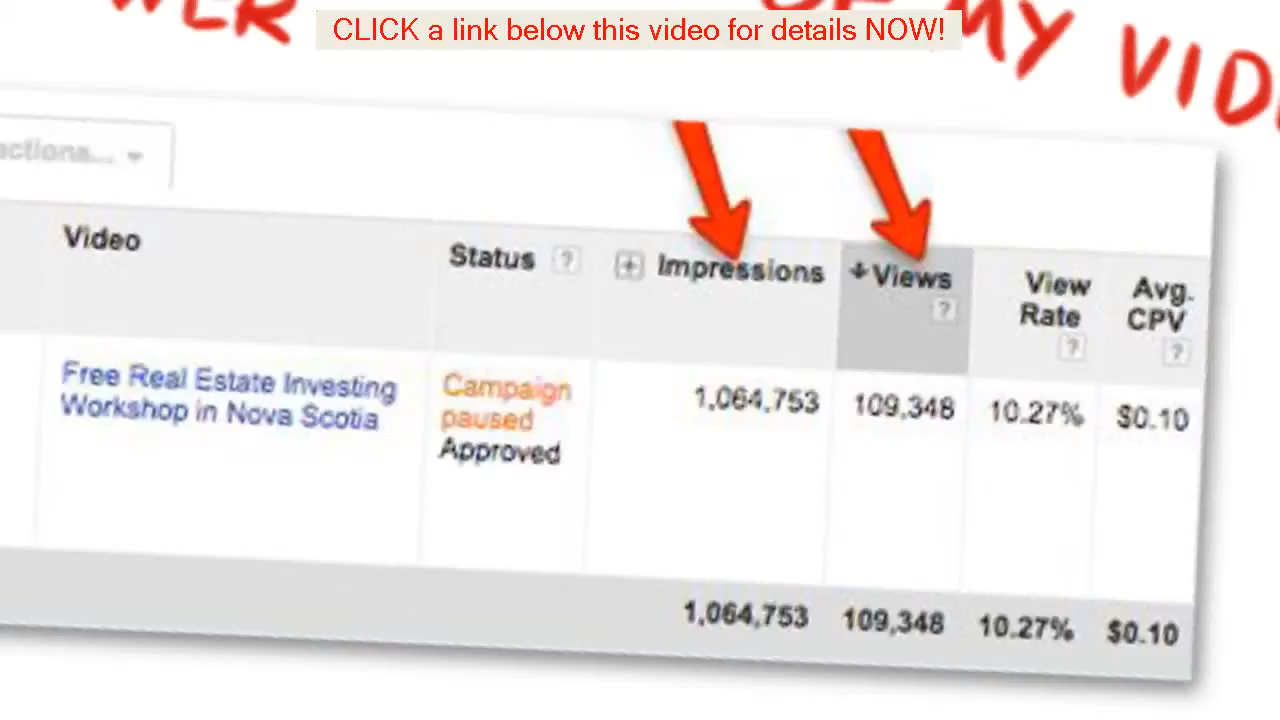 CLICK a link below this video for details NOW!
OF MY
Video
Status ?
+ Impressions
Views ?
View Rate ?
Avg. CPV ?
Free Real Estate Investing
Workshop in Nova Scotia
Campaign
paused
Approved
1,064,753 109,348 10.27% $0.10
1,064,753 109,348 10.27% $0.10